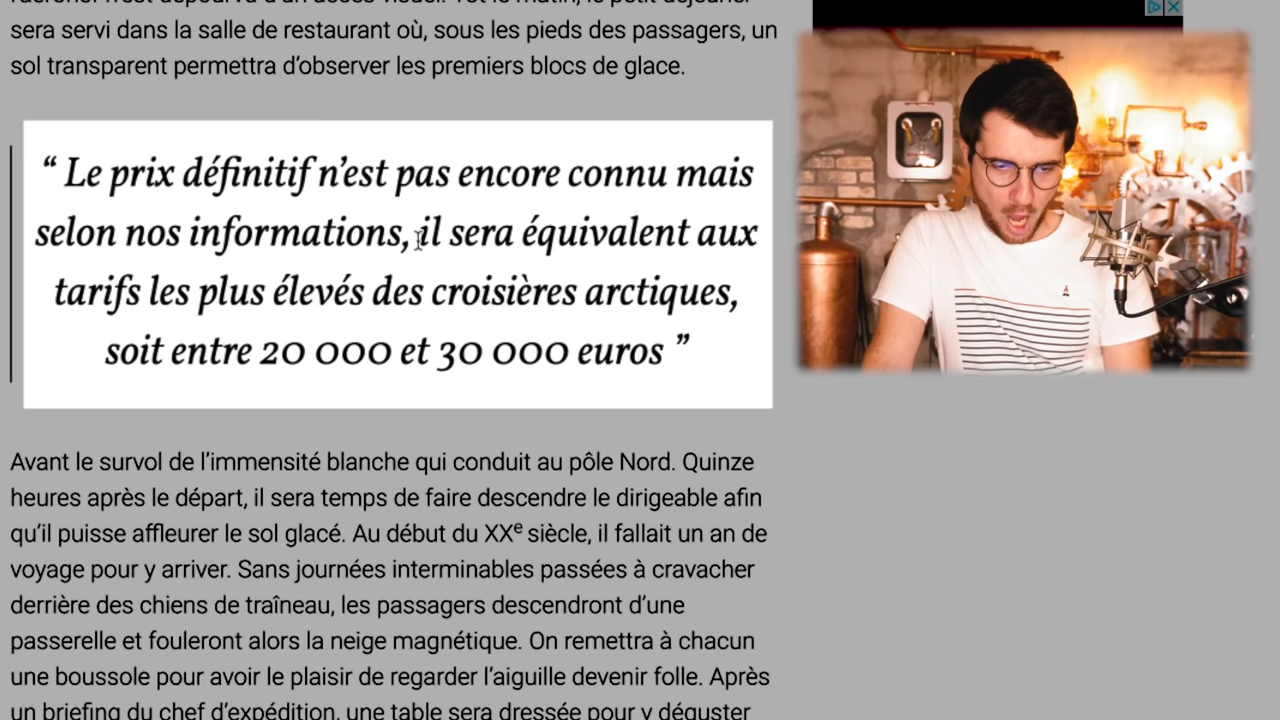 sera servi dans la salle de restaurant où, sous les pieds des passagers, un
sol transparent permettra d’observer les premiers blocs de glace.
“ Le prix définitif n’est pas encore connu mais
selon nos informations, il sera équivalent aux
tarifs les plus élevés des croisières arctiques,
soit entre 20 000 et 30 000 euros ”
Avant le survol de l’immensité blanche qui conduit au pôle Nord. Quinze
heures après le départ, il sera temps de faire descendre le dirigeable afin
qu’il puisse affleurer le sol glacé. Au début du XXe siècle, il fallait un an de
voyage pour y arriver. Sans journées interminables passées à cravacher
derrière des chiens de traîneau, les passagers descendront d’une
passerelle et fouleront alors la neige magnétique. On remettra à chacun
une boussole pour avoir le plaisir de regarder l’aiguille devenir folle. Après
un briefing du chef d’expédition, une table sera dressée pour y déguster